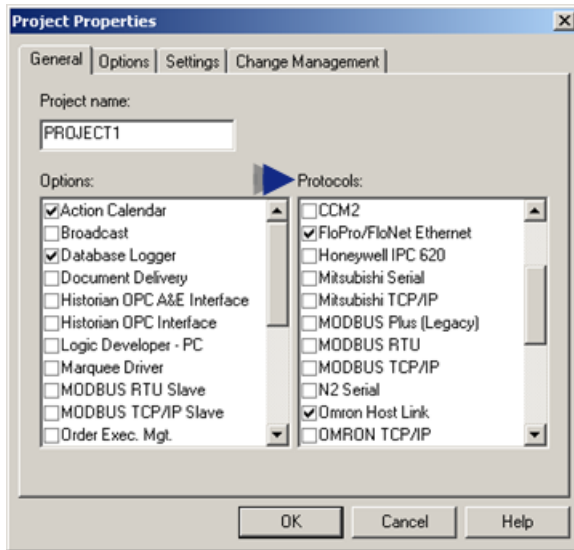 Project Properties
General Options Settings Change Management
Project name:
PROJECT1
Options:
Action Calendar
Broadcast
Database Logger
Document Delivery
Historian OPC A&E Interface
Historian OPC Interface
Logic Developer - PC
Marquee Driver
MODBUS RTU Slave
MODBUS TCP/IP Slave
Order Exec. Mgt.
Protocols:
CCM2
FloPro/FloNet Ethernet
Honeywell IPC 620
Mitsubishi Serial
Mitsubishi TCP/IP
MODBUS Plus (Legacy)
MODBUS RTU
MODBUS TCP/IP
N2 Serial
Omron Host Link
OMRON TCP/IP
OK Cancel Help